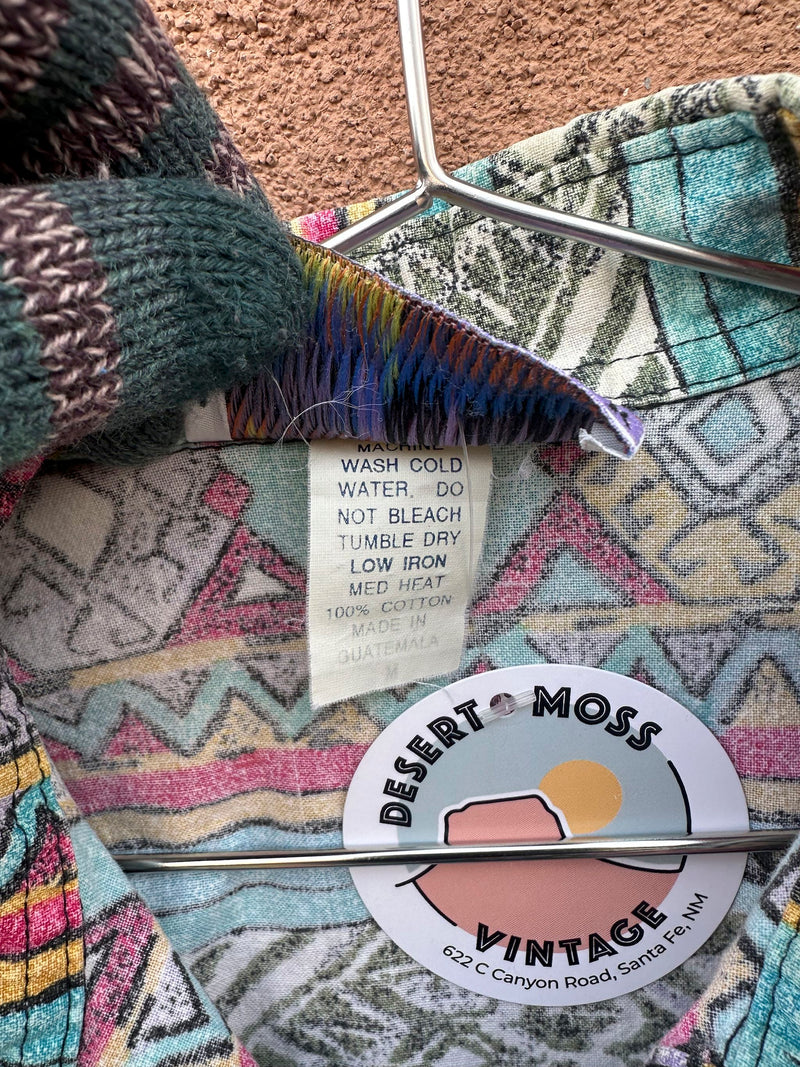 MACHINE
WASH COLD
WATER. DO
NOT BLEACH
TUMBLE DRY
LOW IRON
MED HEAT
100% COTTON
MADE IN
GUATEMALA
M
DESERT MOSS
VINTAGE
622 C Canyon Road, Santa Fe, NM